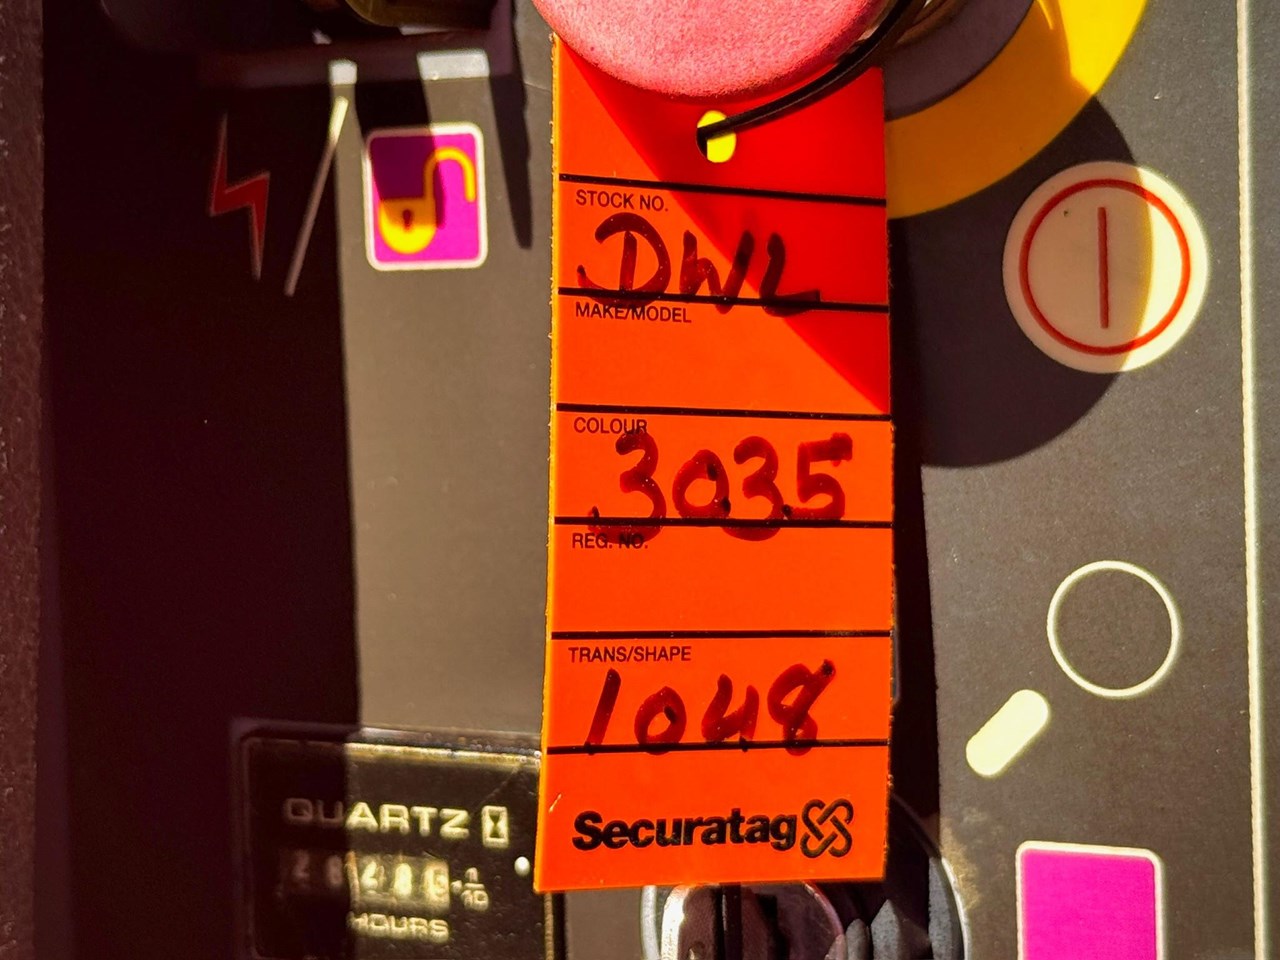 STOCK NO.
DWL
MAKE/MODEL
COLOUR
3035
REG. NO.
TRANS/SHAPE
1048
Securatag
QUARTZ
HOURS